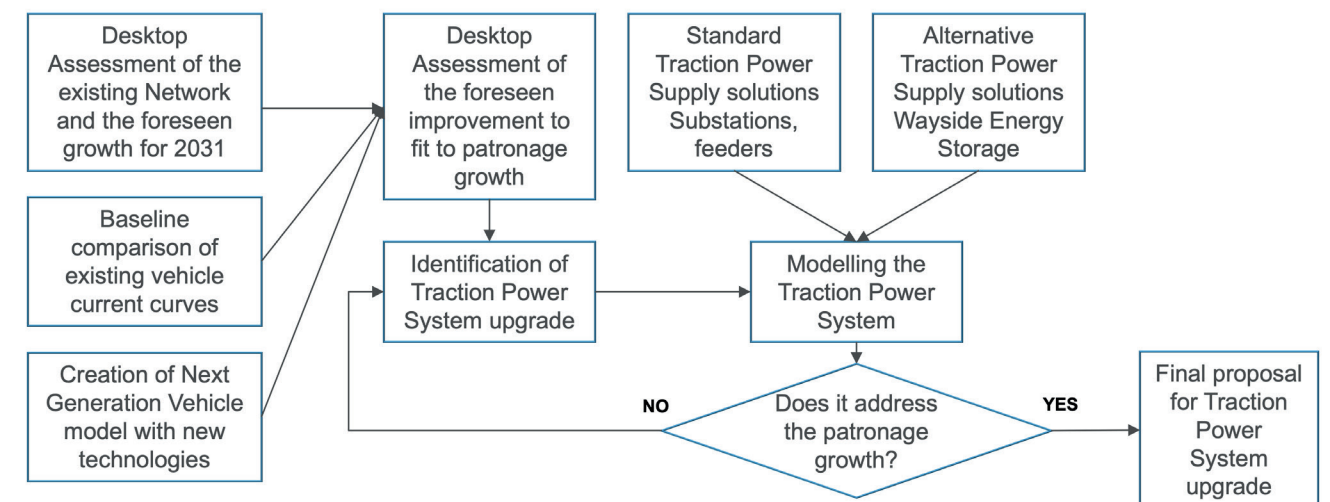 Desktop
Assessment of the
existing Network
and the foreseen
growth for 2031
Baseline
comparison of
existing vehicle
current curves
Creation of Next
Generation Vehicle
model with new
technologies
Desktop
Assessment of
the foreseen
improvement to
fit to patronage
growth
Identification of
Traction Power
System upgrade
Standard
Traction Power
Supply solutions
Substations,
feeders
Alternative
Traction Power
Supply solutions
Wayside Energy
Storage
Modelling the
Traction Power
System
NO
Does it address
the patronage
growth?
YES
Final proposal
for Traction
Power
System
upgrade